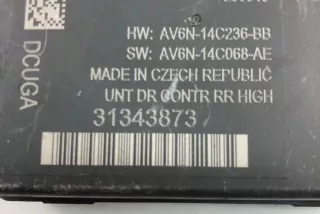 HW: AV6N-14C236-BB
SW: AV6N-14C068-AE
MADE IN CZECH REPUBLIC
UNT DR CONTR RR HIGH
31343873
DCUGA